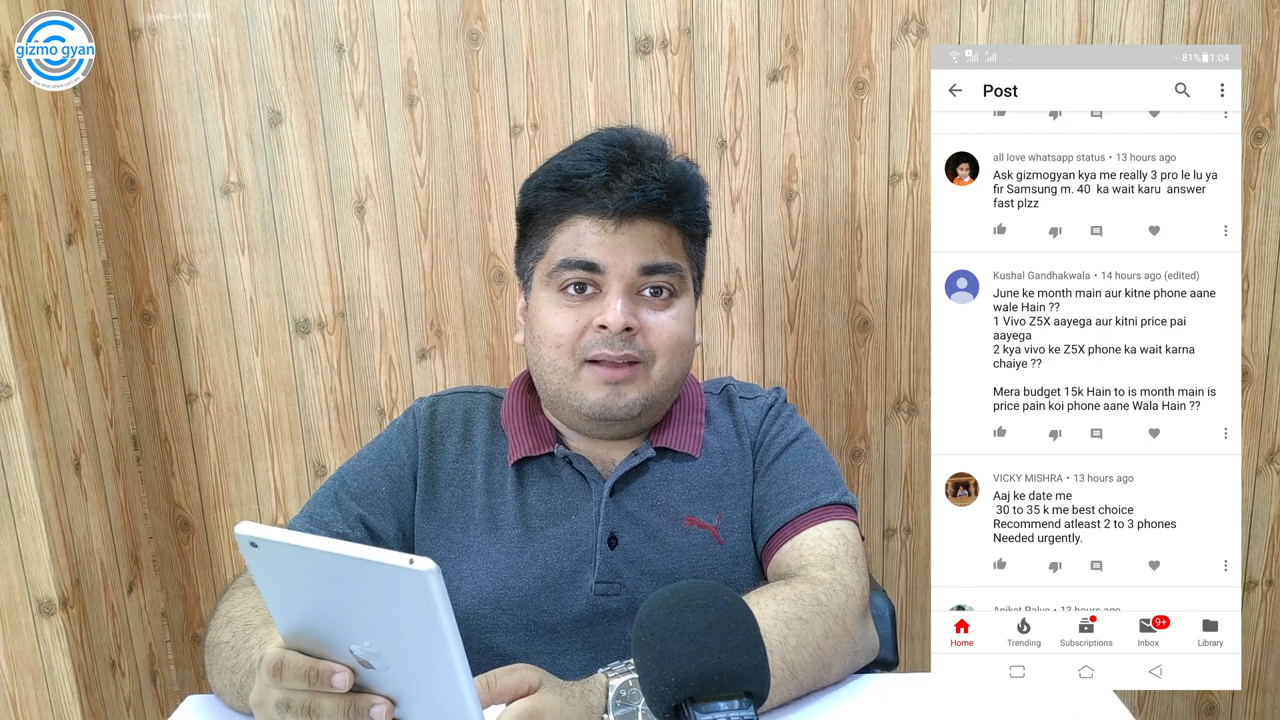 gizmo gyan
81% 1:04
Post
all love whatsapp status • 13 hours ago
Ask gizmogyan kya me really 3 pro le lu ya
fir Samsung m. 40 ka wait karu answer
fast plzz
Kushal Gandhakwala • 14 hours ago (edited)
June ke month main aur kitne phone aane
wale Hain ??
1 Vivo Z5X aayega aur kitni price pai
aayega
2 kya vivo ke Z5X phone ka wait karna
chaiye ??
Mera budget 15k Hain to is month main is
price pain koi phone aane Wala Hain ??
VICKY MISHRA • 13 hours ago
Aaj ke date me
30 to 35 k me best choice
Recommend atleast 2 to 3 phones
Needed urgently.
Aniket Palve • 13 hours ago
9+
Home Trending Subscriptions Inbox Library